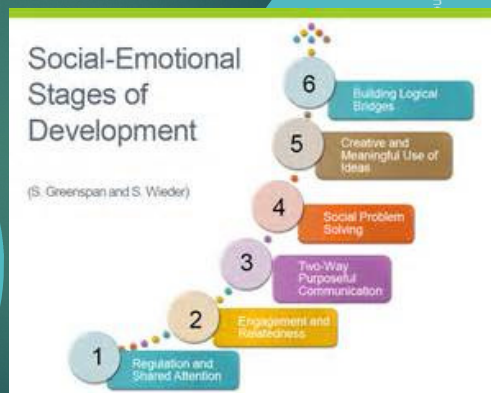 Social-Emotional
Stages of
Development
(S. Greenspan and S. Wieder)
6
Building Logical
Bridges
5
Creative and
Meaningful Use of
Ideas
4
Social Problem
Solving
3
Two-Way
Purposeful
Communication
2
Engagement and
Relatedness
1
Regulation and
Shared Attention